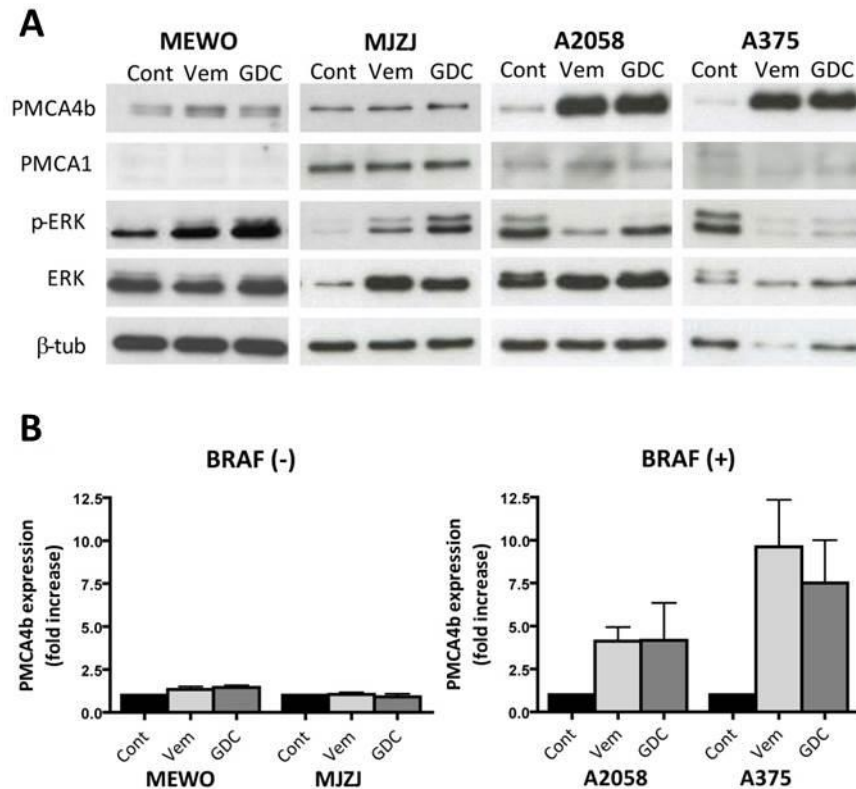 A
MEWO MJZJ A2058 A375
Cont Vem GDC Cont Vem GDC Cont Vem GDC Cont Vem GDC
PMCA4b
PMCA1
p-ERK
ERK
β-tub
B
BRAF (-)
PMCA4b expression
(fold increase)
12.5
10.0
7.5
5.0
2.5
0.0
Cont Vem GDC Cont Vem GDC
MEWO MJZJ
BRAF (+)
PMCA4b expression
(fold increase)
12.5
10.0
7.5
5.0
2.5
0.0
Cont Vem GDC Cont Vem GDC
A2058 A375